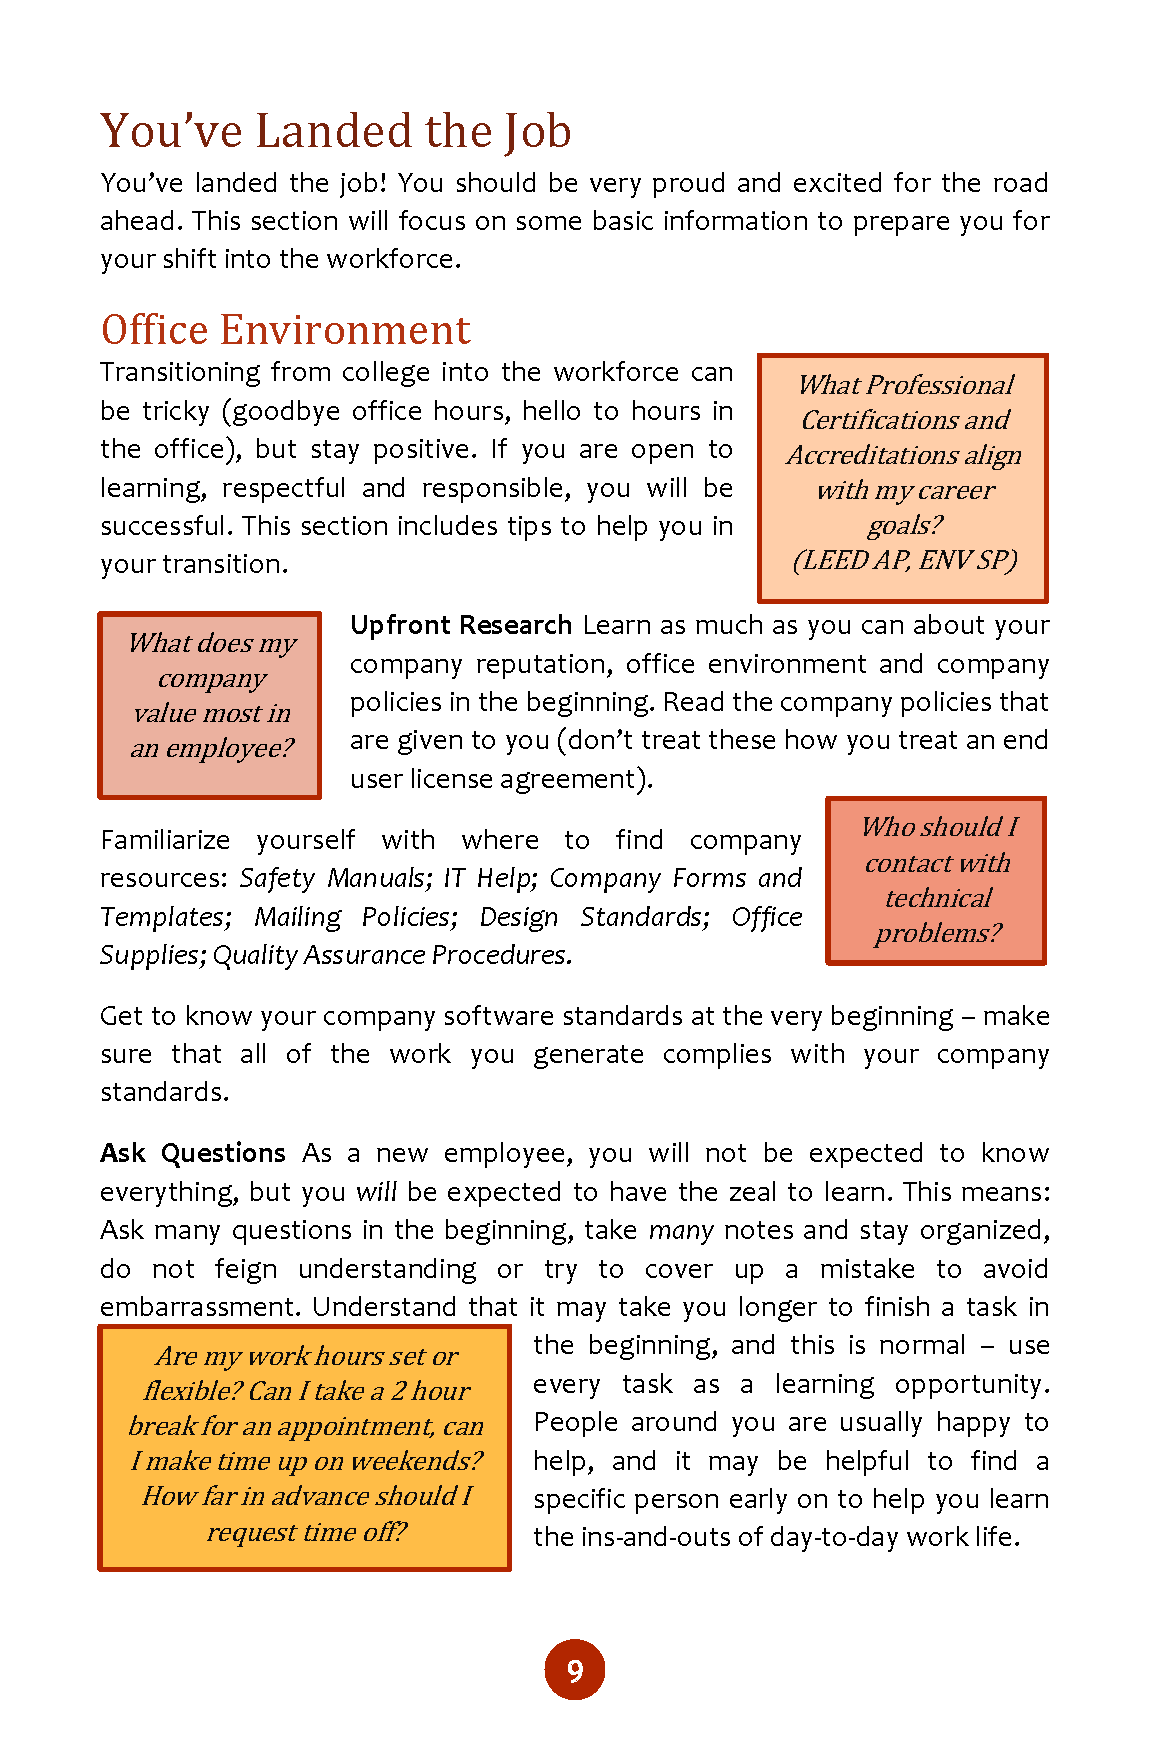 You’ve Landed the Job
You’ve landed the job! You should be very proud and excited for the road
ahead. This section will focus on some basic information to prepare you for
your shift into the workforce.
Office Environment
Transitioning from college into the workforce can
be tricky (goodbye office hours, hello to hours in
the office), but stay positive. If you are open to
learning, respectful and responsible, you will be
successful. This section includes tips to help you in
your transition.
What Professional
Certifications and
Accreditations align
with my career
goals?
(LEED AP, ENV SP)
What does my
company
value most in
an employee?
Upfront Research Learn as much as you can about your
company reputation, office environment and company
policies in the beginning. Read the company policies that
are given to you (don’t treat these how you treat an end
user license agreement).
Familiarize yourself with where to find company
resources: Safety Manuals; IT Help; Company Forms and
Templates; Mailing Policies; Design Standards; Office
Supplies; Quality Assurance Procedures.
Who should I
contact with
technical
problems?
Get to know your company software standards at the very beginning – make
sure that all of the work you generate complies with your company
standards.
Ask Questions As a new employee, you will not be expected to know
everything, but you will be expected to have the zeal to learn. This means:
Ask many questions in the beginning, take many notes and stay organized,
do not feign understanding or try to cover up a mistake to avoid
embarrassment. Understand that it may take you longer to finish a task in
the beginning, and this is normal – use
every task as a learning opportunity.
People around you are usually happy to
help, and it may be helpful to find a
specific person early on to help you learn
the ins-and-outs of day-to-day work life.
Are my work hours set or
flexible? Can I take a 2 hour
break for an appointment, can
I make time up on weekends?
How far in advance should I
request time off?
9